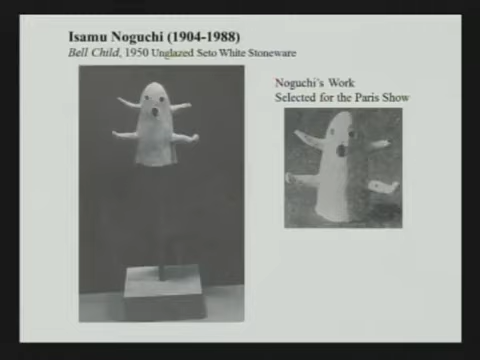 Isamu Noguchi (1904-1988)
Bell Child, 1950 Unglazed Seto White Stoneware
Noguchi's Work
Selected for the Paris Show